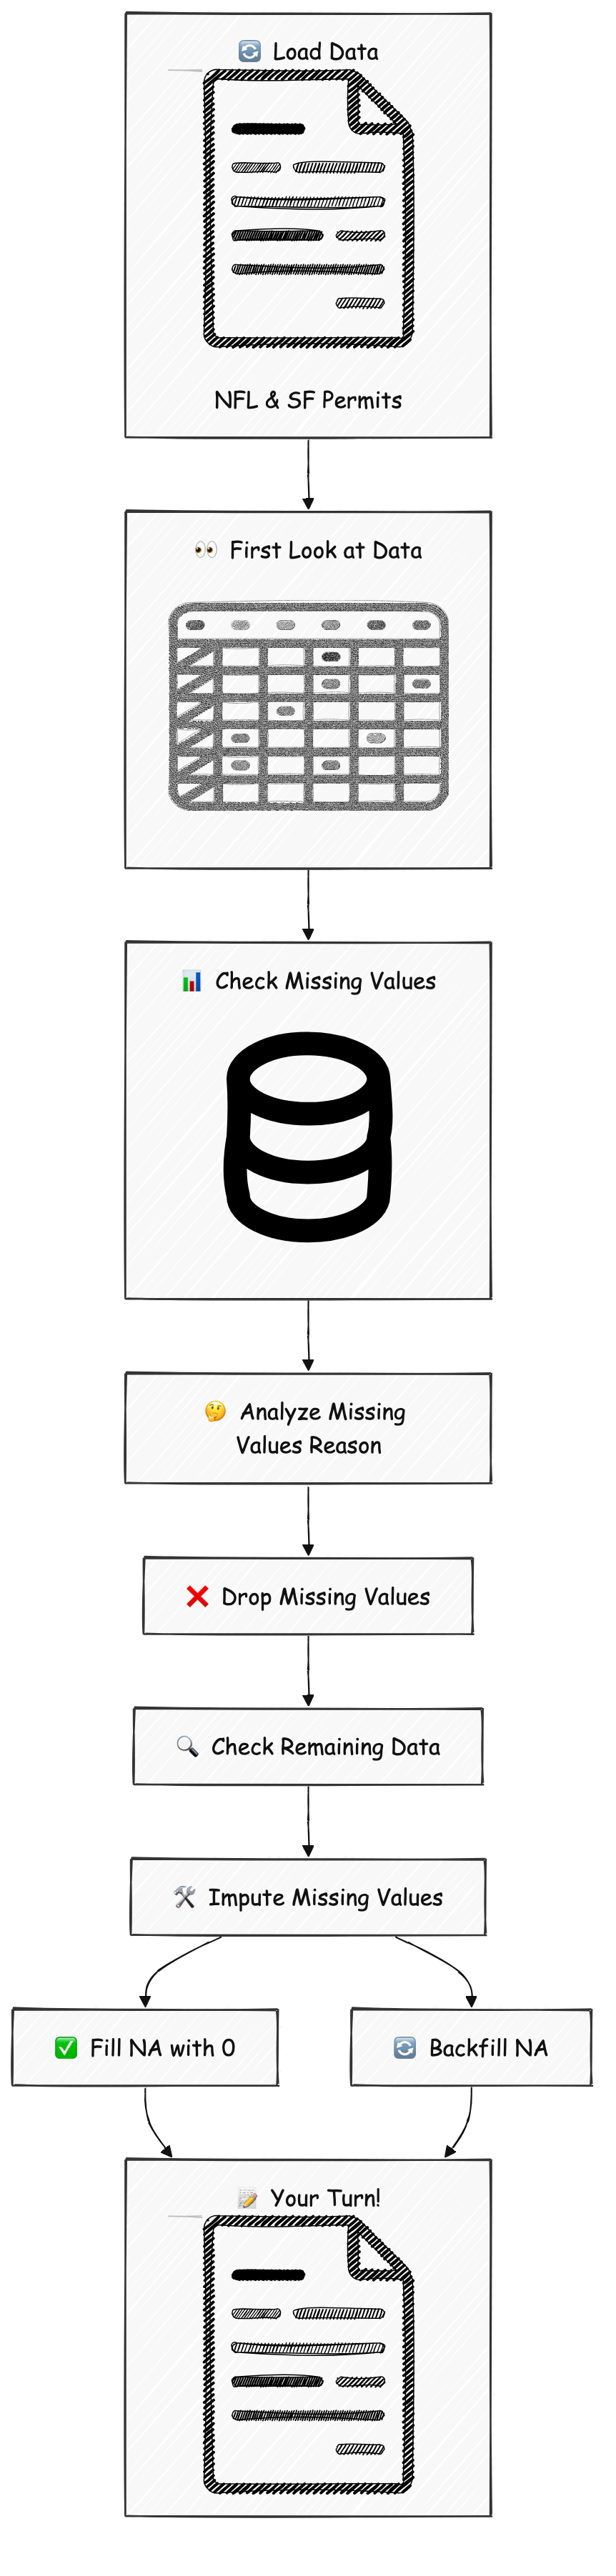 Load Data
NFL & SF Permits
First Look at Data
Check Missing Values
Analyze Missing
Values Reason
Drop Missing Values
Check Remaining Data
Impute Missing Values
Fill NA with 0
Backfill NA
Your Turn!